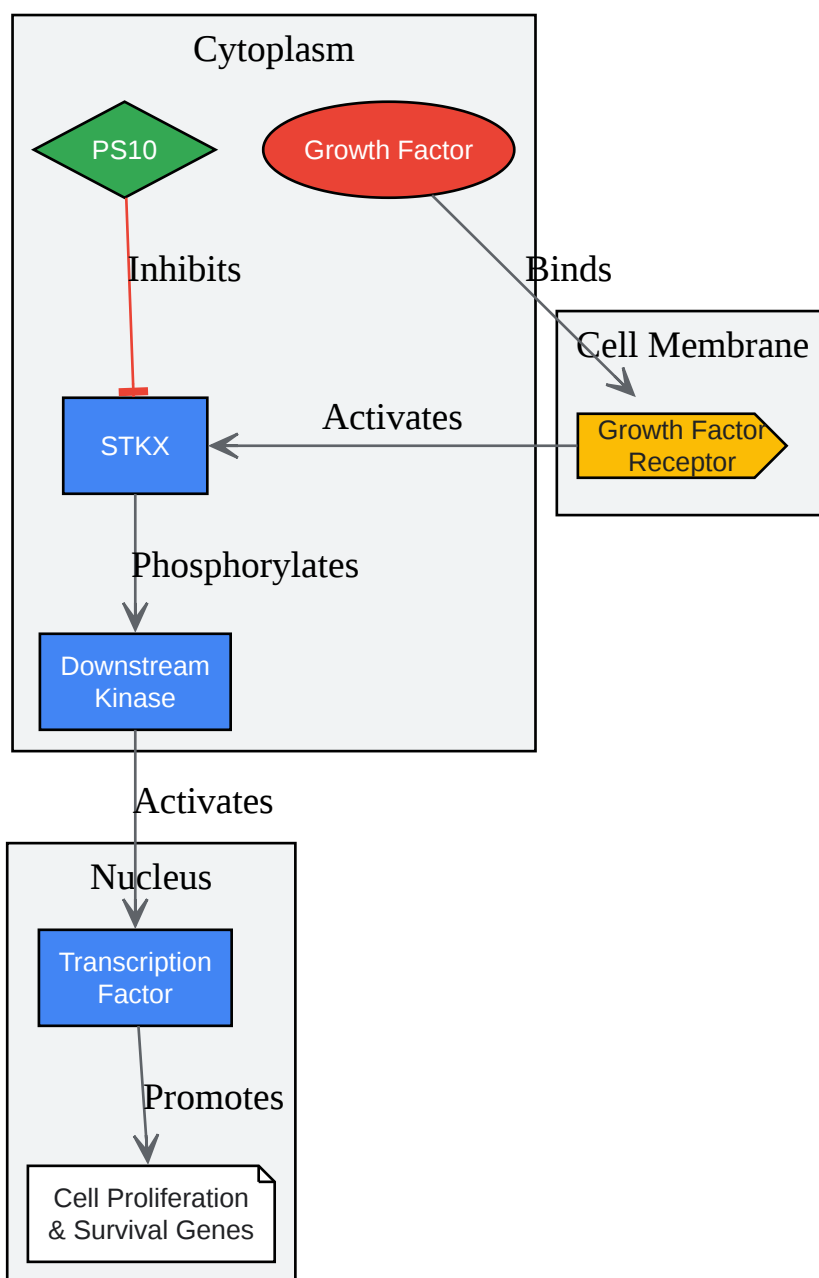 Cytoplasm
PS10
Growth Factor
Inhibits
Binds
Cell Membrane
Activates
Growth Factor
Receptor
STKX
Phosphorylates
Downstream
Kinase
Activates
Nucleus
Transcription
Factor
Promotes
Cell Proliferation
& Survival Genes